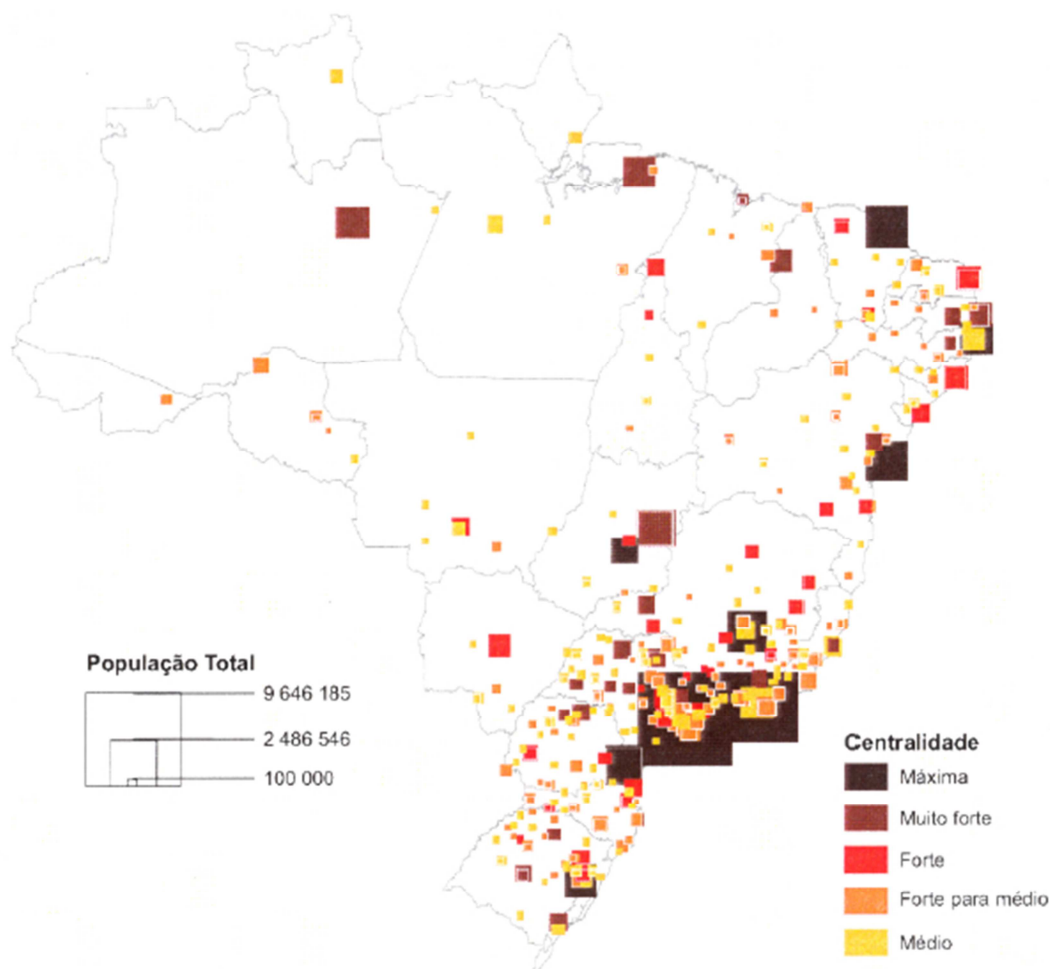 População Total
9 646 185
2 486 546
100 000
Centralidade
Máxima
Muito forte
Forte
Forte para médio
Médio